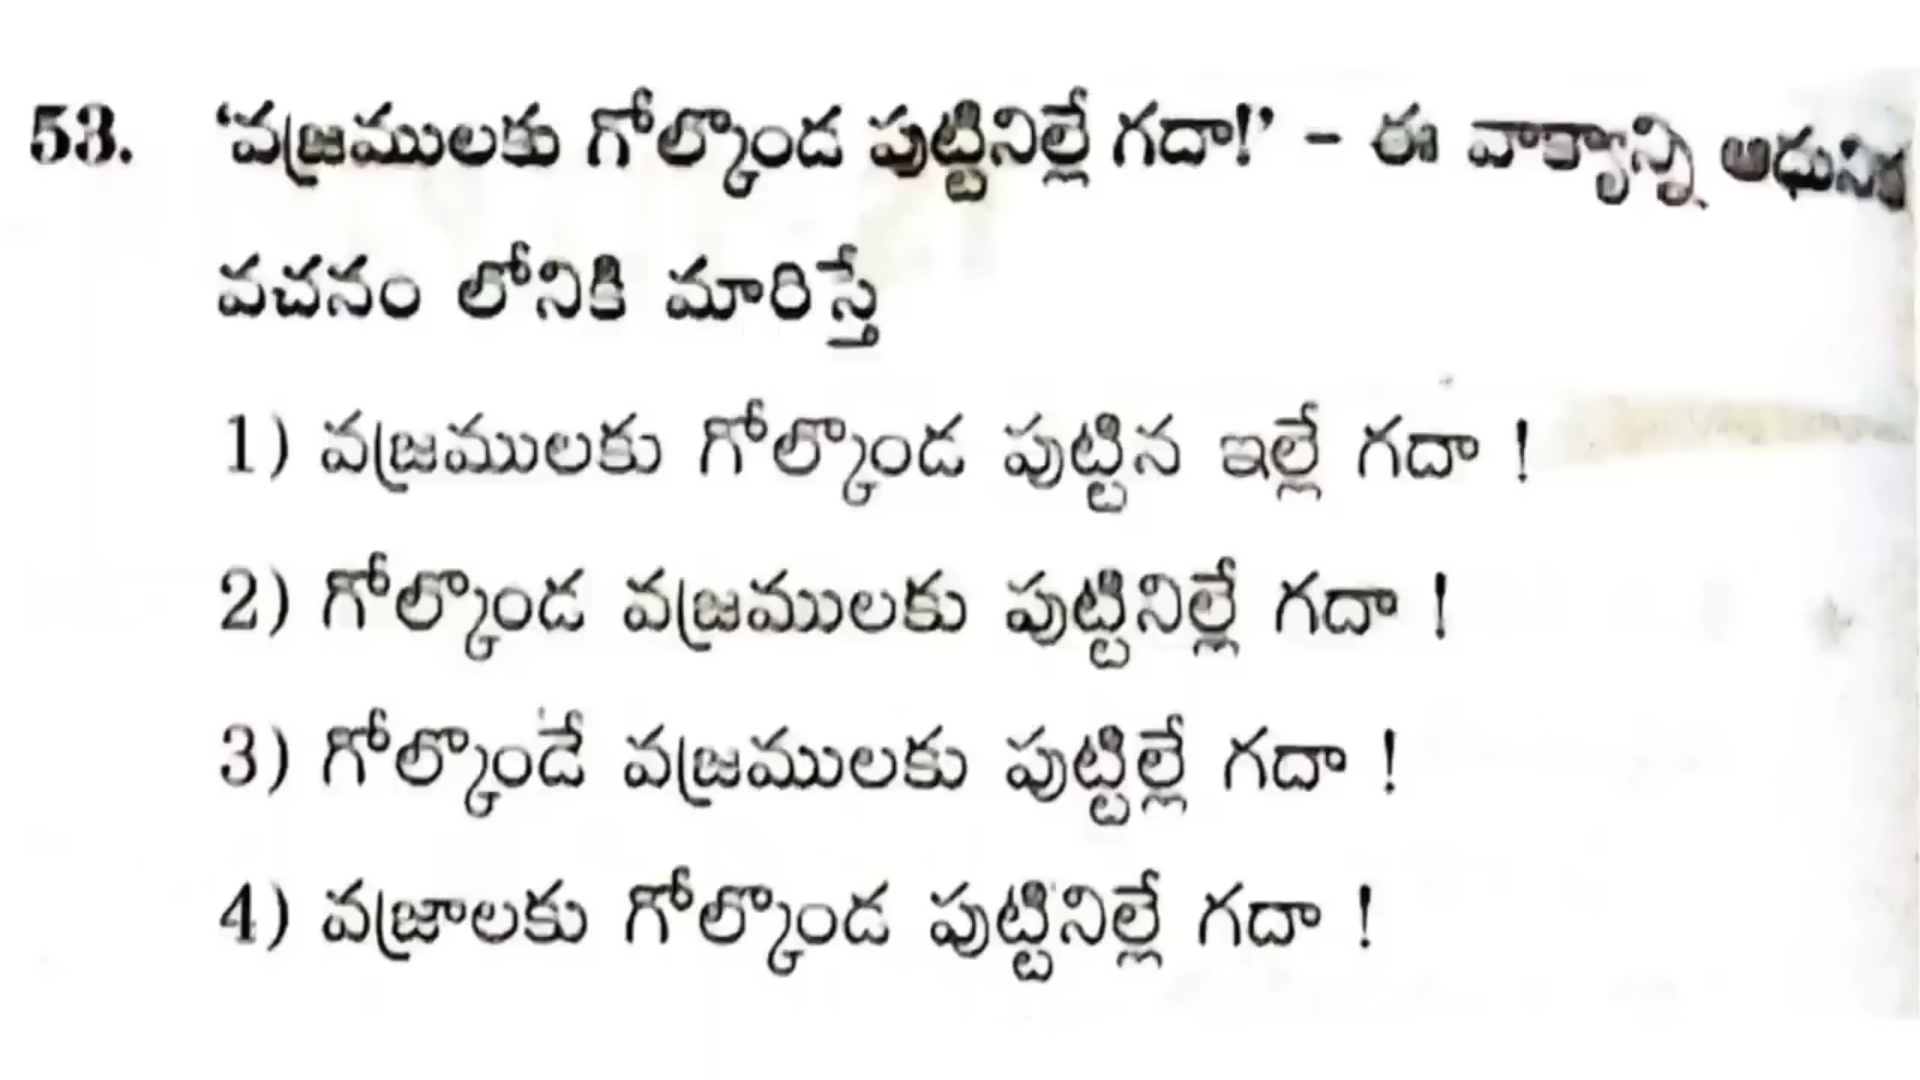 53. ‘వజ్రములకు గోల్కొండ పుట్టినిల్లే గదా!’ - ఈ వాక్యాన్ని ఆధునిక
వచనం లోనికి మారిస్తే
1) వజ్రములకు గోల్కొండ పుట్టిన ఇల్లే గదా !
2) గోల్కొండ వజ్రములకు పుట్టినిల్లే గదా !
3) గోల్కొండే వజ్రములకు పుట్టిల్లే గదా !
4) వజ్రాలకు గోల్కొండ పుట్టినిల్లే గదా !